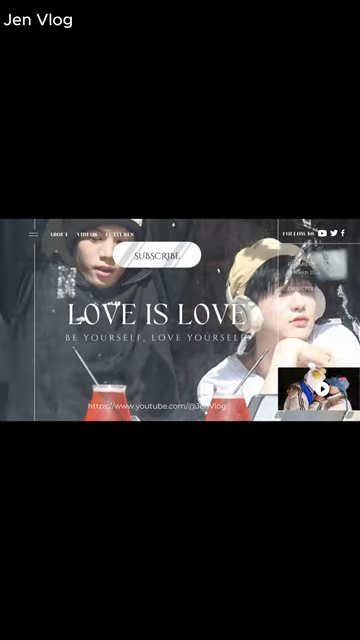 Jen Vlog
ABOUT VIDEOS FEATURES
FOLLOW US
SUBSCRIBE
LOVE IS LOVE
BE YOURSELF, LOVE YOURSELF
https://www.youtube.com/@JenVlog